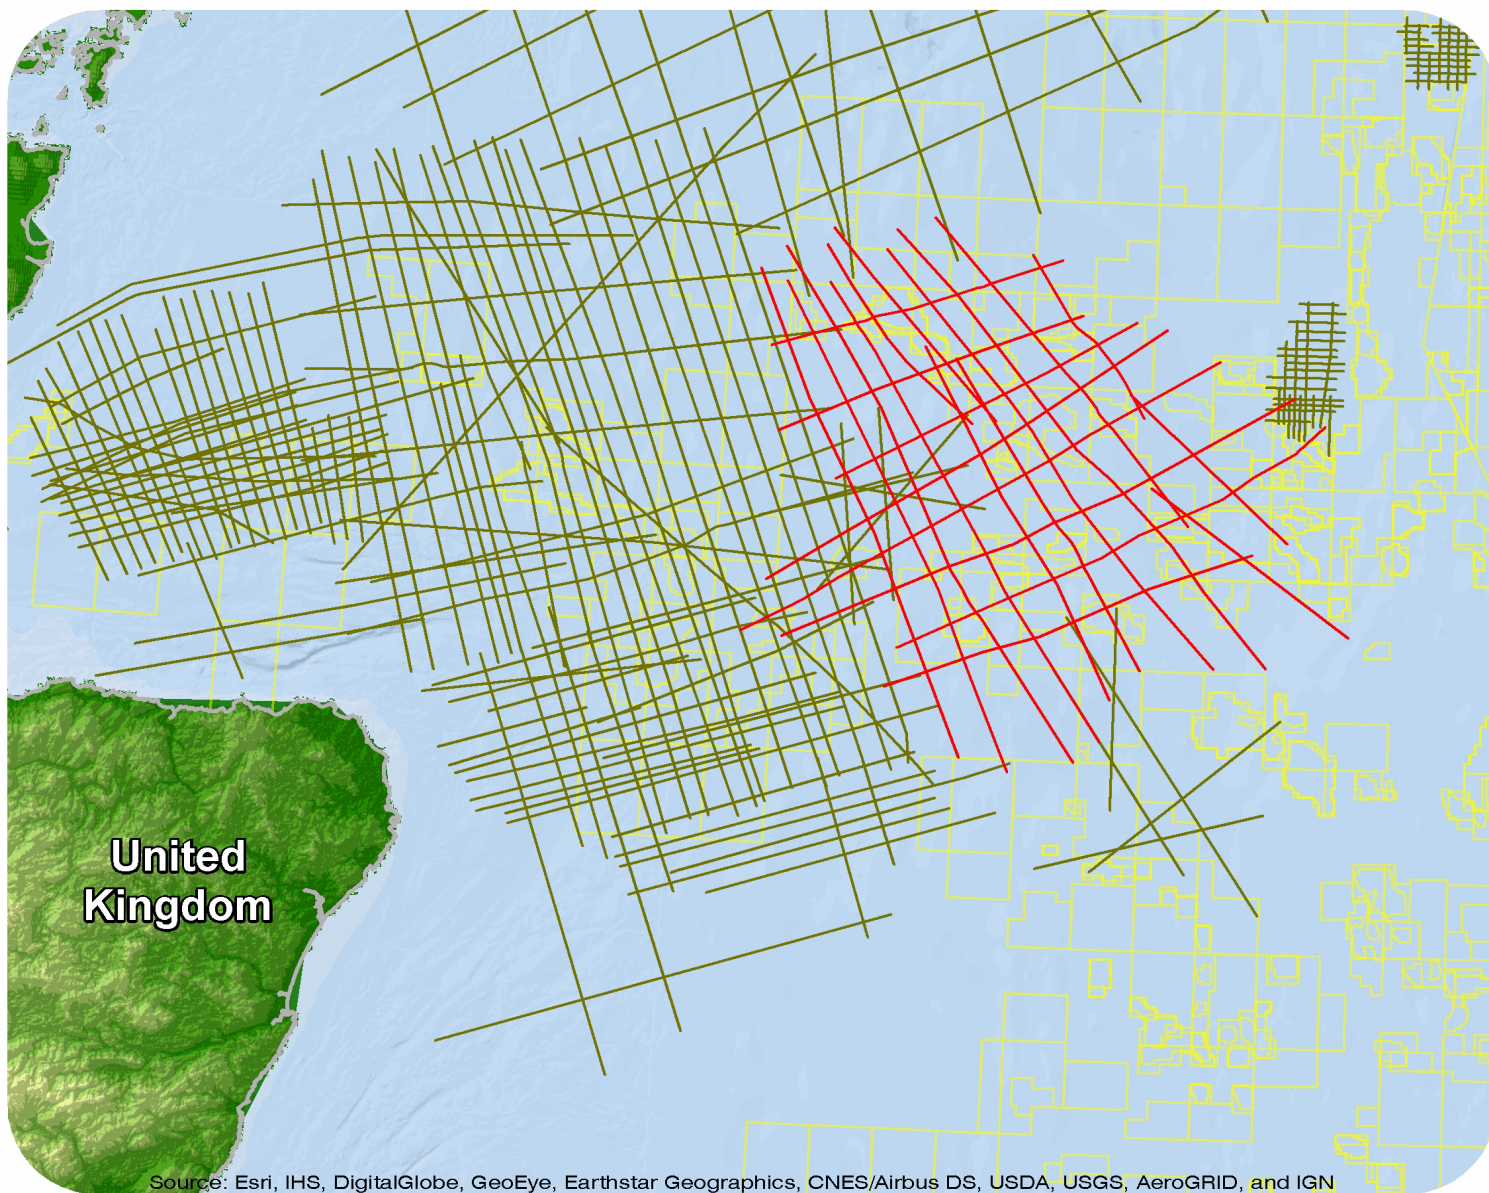 United
Kingdom
Source: Esri, IHS, DigitalGlobe, GeoEye, Earthstar Geographics, CNES/Airbus DS, USDA, USGS, AeroGRID, and IGN